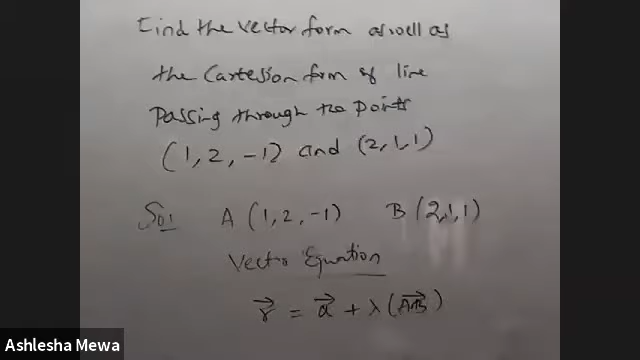 Find the vector form as well as
the Cartesion form of line
Passing through the points
(1, 2, -1) and (2, 1, 1)
Sol A (1, 2, -1) B (2, 1, 1)
Vector Equation
r⃗ = a⃗ + λ (AB⃗)
Ashlesha Mewa